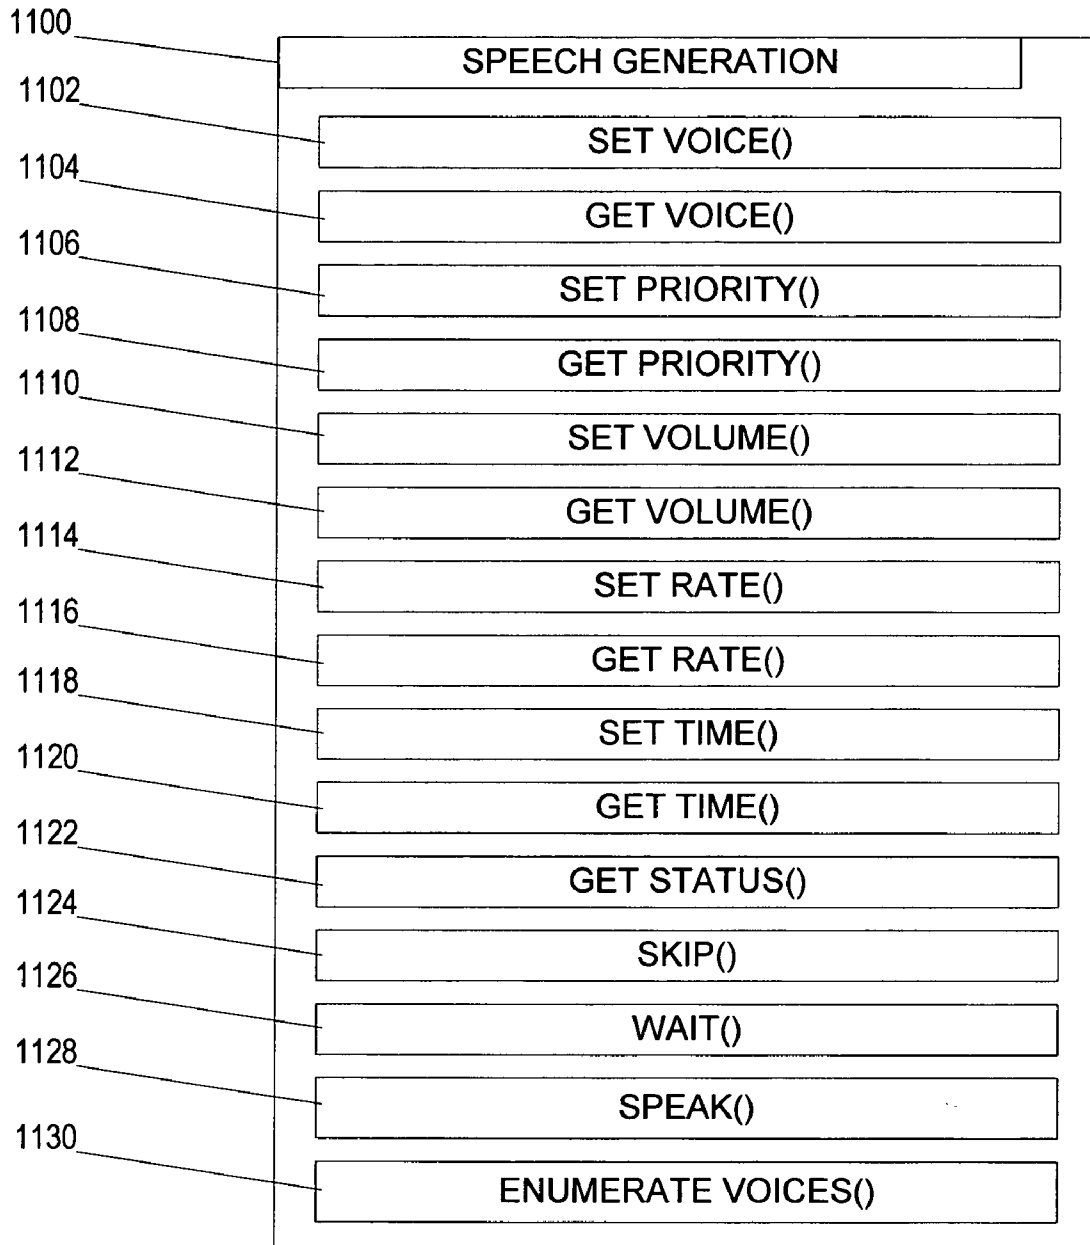 1100
SPEECH GENERATION
1102
SET VOICE()
1104
GET VOICE()
1106
SET PRIORITY()
1108
GET PRIORITY()
1110
SET VOLUME()
1112
GET VOLUME()
1114
SET RATE()
1116
GET RATE()
1118
SET TIME()
1120
GET TIME()
1122
GET STATUS()
1124
SKIP()
1126
WAIT()
1128
SPEAK()
1130
ENUMERATE VOICES()